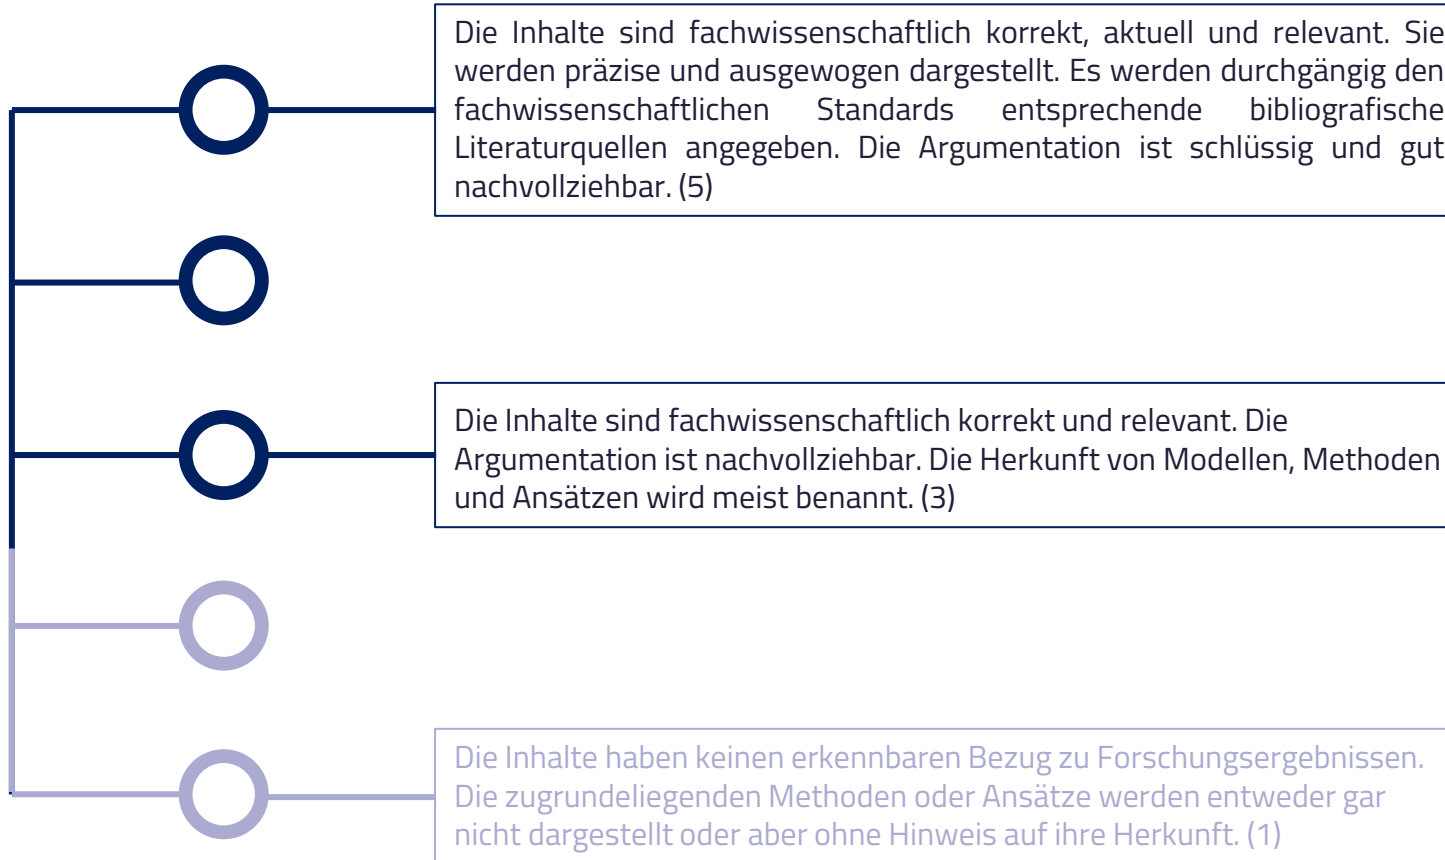 Die Inhalte sind fachwissenschaftlich korrekt, aktuell und relevant. Sie
werden präzise und ausgewogen dargestellt. Es werden durchgängig den
fachwissenschaftlichen Standards entsprechende bibliografische
Literaturquellen angegeben. Die Argumentation ist schlüssig und gut
nachvollziehbar. (5)
Die Inhalte sind fachwissenschaftlich korrekt und relevant. Die
Argumentation ist nachvollziehbar. Die Herkunft von Modellen, Methoden
und Ansätzen wird meist benannt. (3)
Die Inhalte haben keinen erkennbaren Bezug zu Forschungsergebnissen.
Die zugrundeliegenden Methoden oder Ansätze werden entweder gar
nicht dargestellt oder aber ohne Hinweis auf ihre Herkunft. (1)